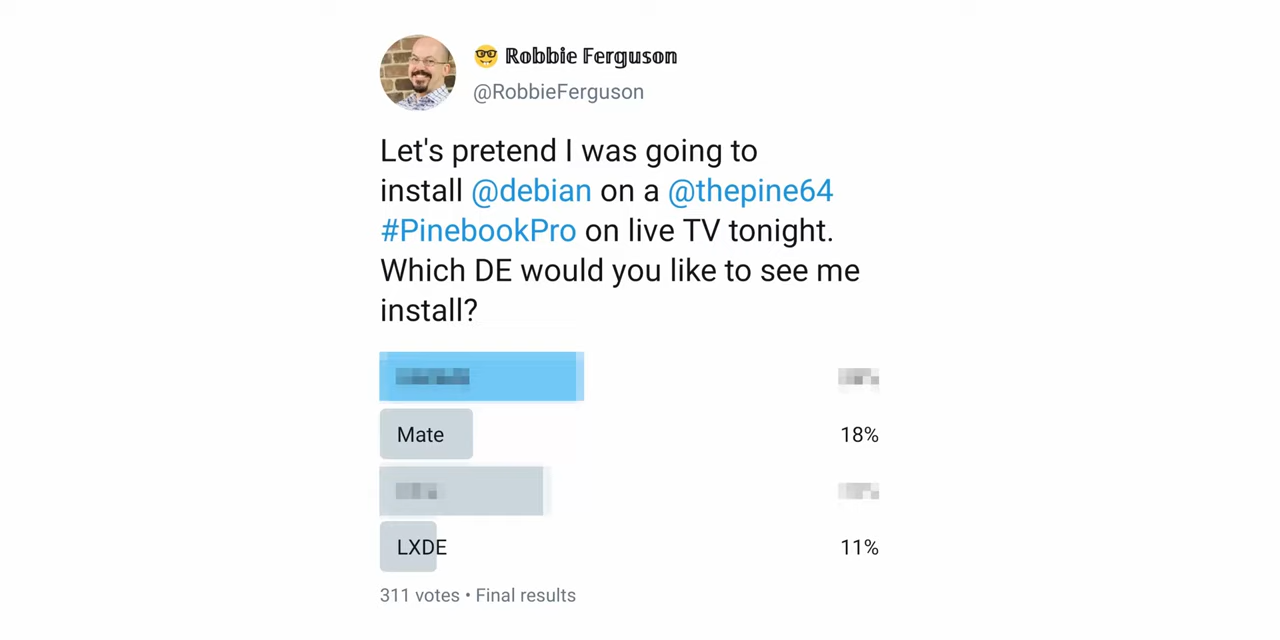 🤓 Robbie Ferguson
@RobbieFerguson
Let's pretend I was going to
install @debian on a @thepine64
#PinebookPro on live TV tonight.
Which DE would you like to see me
install?
Mate 18%
LXDE 11%
311 votes • Final results